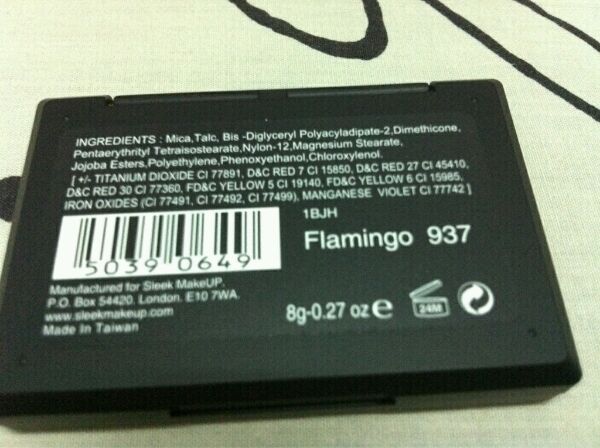 INGREDIENTS : Mica,Talc, Bis -Diglyceryl Polyacyladipate-2,Dimethicone,
Pentaerythrityl Tetraisostearate,Nylon-12,Magnesium Stearate,
Jojoba Esters,Polyethylene,Phenoxyethanol,Chloroxylenol.
[ +/- TITANIUM DIOXIDE CI 77891, D&C RED 7 CI 15850, D&C RED 27 CI 45410,
D&C RED 30 CI 77360, FD&C YELLOW 5 CI 19140, FD&C YELLOW 6 CI 15985,
IRON OXIDES (CI 77491, CI 77492, CI 77499), MANGANESE VIOLET CI 77742 ]
1BJH
Flamingo 937
5039 0649
Manufactured for Sleek MakeUP.
P.O. Box 54420. London. E10 7WA.
www.sleekmakeup.com
Made In Taiwan
8g-0.27 oz e
24M